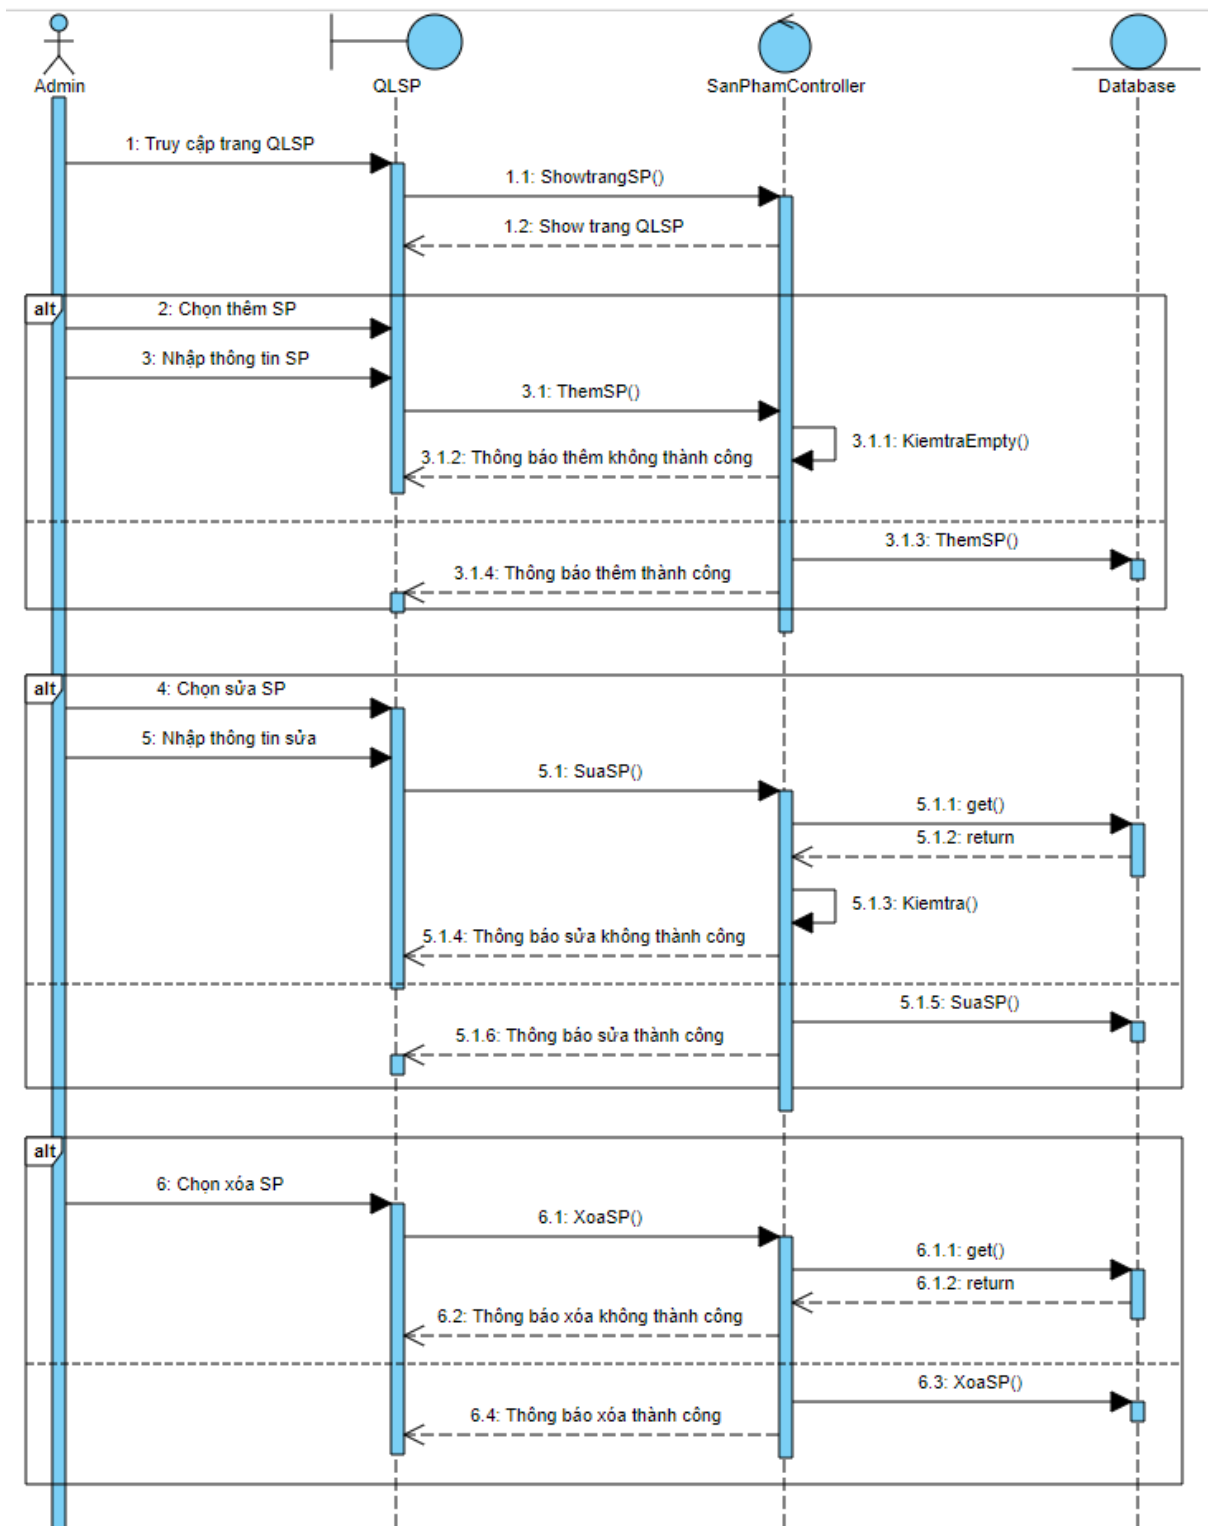 Admin
QLSP
SanPhamController
Database
1: Truy cập trang QLSP
1.1: ShowtrangSP()
1.2: Show trang QLSP
alt
2: Chọn thêm SP
3: Nhập thông tin SP
3.1: ThemSP()
3.1.1: KiemtraEmpty()
3.1.2: Thông báo thêm không thành công
3.1.3: ThemSP()
3.1.4: Thông báo thêm thành công
alt
4: Chọn sửa SP
5: Nhập thông tin sửa
5.1: SuaSP()
5.1.1: get()
5.1.2: return
5.1.3: Kiemtra()
5.1.4: Thông báo sửa không thành công
5.1.5: SuaSP()
5.1.6: Thông báo sửa thành công
alt
6: Chọn xóa SP
6.1: XoaSP()
6.1.1: get()
6.1.2: return
6.2: Thông báo xóa không thành công
6.3: XoaSP()
6.4: Thông báo xóa thành công